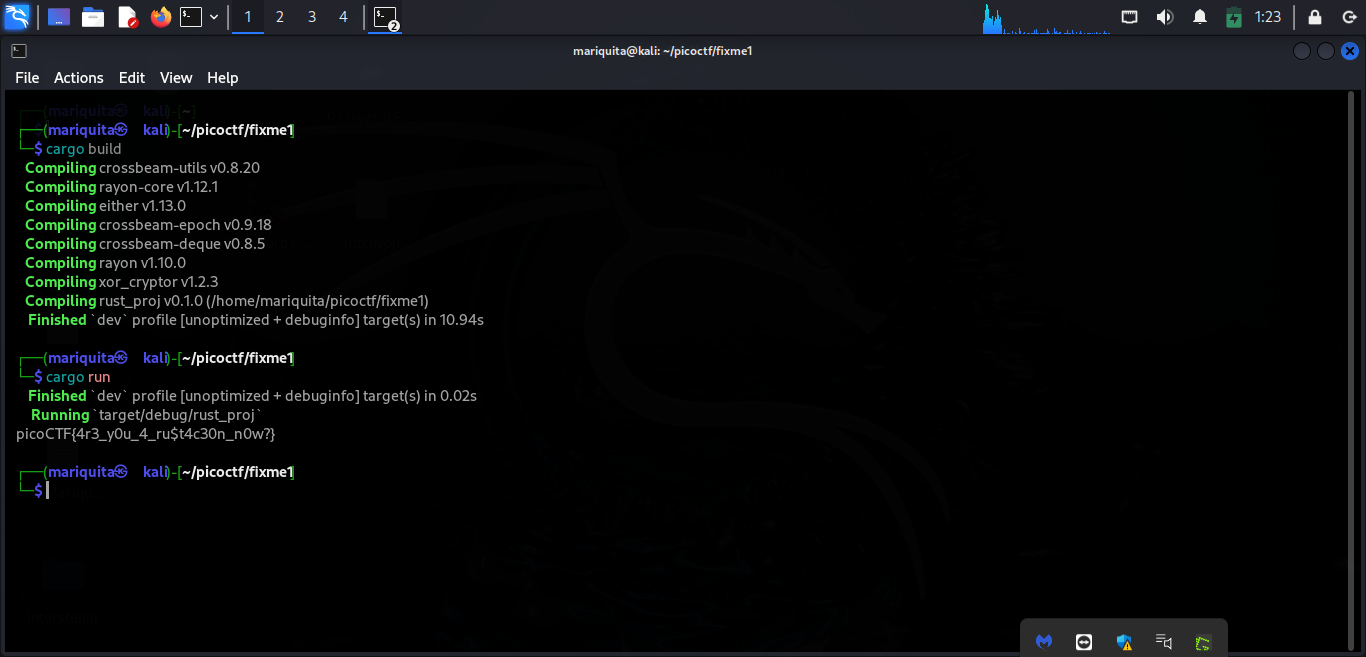 1 2 3 4 2 1:23
mariquita@kali: ~/picoctf/fixme1
File Actions Edit View Help
┌──(mariquita㉿ kali)-[~]
┌──(mariquita㉿ kali)-[~/picoctf/fixme1]
└─$ cargo build
Compiling crossbeam-utils v0.8.20
Compiling rayon-core v1.12.1
Compiling either v1.13.0
Compiling crossbeam-epoch v0.9.18
Compiling crossbeam-deque v0.8.5
Compiling rayon v1.10.0
Compiling xor_cryptor v1.2.3
Compiling rust_proj v0.1.0 (/home/mariquita/picoctf/fixme1)
Finished `dev` profile [unoptimized + debuginfo] target(s) in 10.94s
┌──(mariquita㉿ kali)-[~/picoctf/fixme1]
└─$ cargo run
Finished `dev` profile [unoptimized + debuginfo] target(s) in 0.02s
Running `target/debug/rust_proj`
picoCTF{4r3_y0u_4_ru$t4c30n_n0w?}
┌──(mariquita㉿ kali)-[~/picoctf/fixme1]
└─$